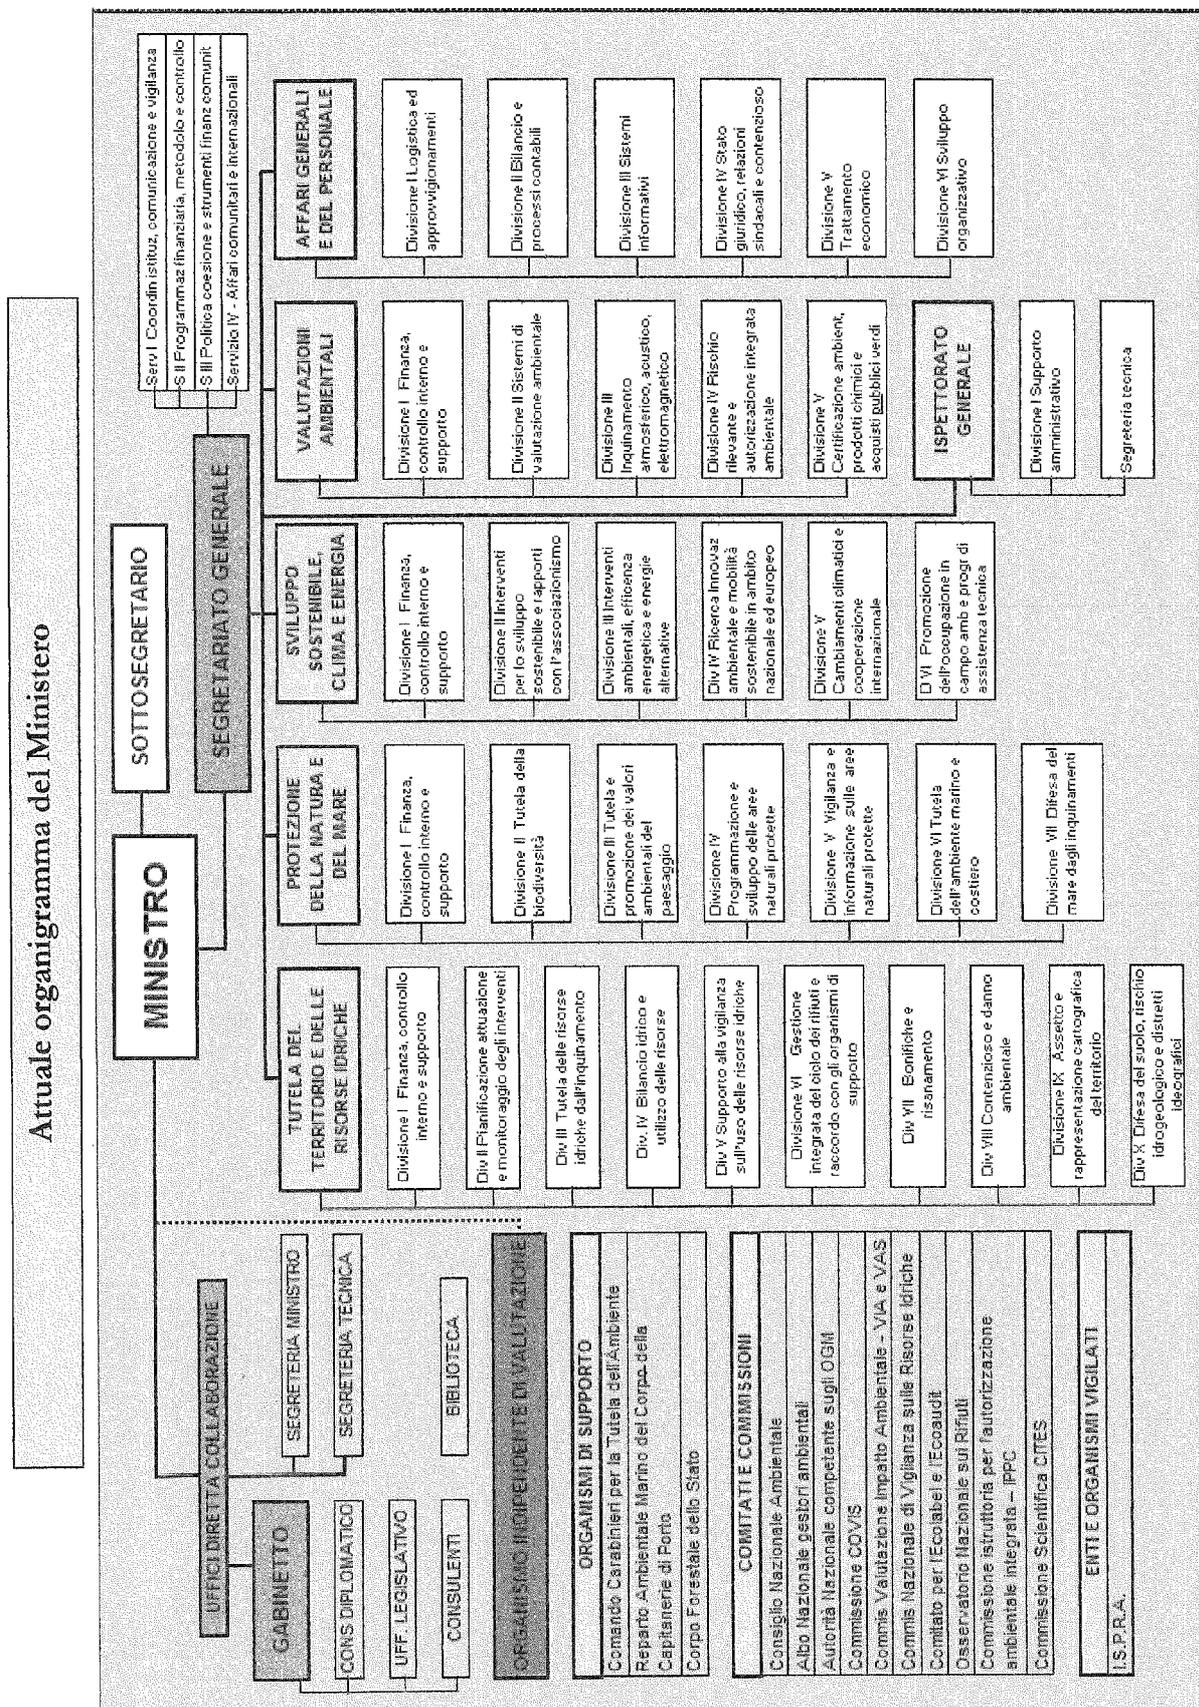 Attuale organigramma del Ministero
MINISTRO
SOTTOSEGRETARIO
SEGRETARIATO GENERALE
Serv I Coordin istituz, comunicazione e vigilanza
S II Programmaz finanziaria, metodolo e controllo
S III Politica coesione e strumenti finanz comunit
Servizio IV - Affari comunitari e internazionali
UFFICI DIRETTA COLLABORAZIONE
GABINETTO
CONS DIPLOMATICO
UFF. LEGISLATIVO
CONSULENTI
SEGRETERIA MINISTRO
SEGRETERIA TECNICA
BIBLIOTECA
ORGANISMO INDIPENDENTE DI VALUTAZIONE
ORGANISMI DI SUPPORTO
Comando Carabinieri per la Tutela dell'Ambiente
Reparto Ambientale Marino del Corpo della
Capitanerie di Porto
Corpo Forestale dello Stato
COMITATI E COMMISSIONI
Consiglio Nazionale Ambientale
Albo Nazionale gestori ambientali
Autorità Nazionale competente sugli OGM
Commissione COVIS
Commis Valutazione Impatto Ambientale - VIA e VAS
Commis Nazionale di Vigilanza sulle Risorse Idriche
Comitato per l'Ecolabel e l'Ecoaudit
Osservatorio Nazionale sui Rifiuti
Commissione istruttoria per l'autorizzazione
ambientale integrata – IPPC
Commissione Scientifica CITES
ENTI E ORGANISMI VIGILATI
I.S.P.R.A.
TUTELA DEL
TERRITORIO E DELLE
RISORSE IDRICHE
Divisione I Finanza, controllo
interno e supporto
Div II Pianificazione attuazione
e monitoraggio degli interventi
Div III Tutela delle risorse
idriche dall'inquinamento
Div. IV Bilancio idrico e
utilizzo delle risorse
Div V Supporto alla vigilanza
sull'uso delle risorse idriche
Divisione VI Gestione
integrata del ciclo dei rifiuti e
raccordo con gli organismi di
supporto
Div VII Bonifiche e
risanamento
Div VIII Contenzioso e danno
ambientale
Divisione IX Assetto e
rappresentazione cartografica
del territorio
Div X Difesa del suolo, rischio
idrogeologico e distretti
ideografici
PROTEZIONE
DELLA NATURA E
DEL MARE
Divisione I Finanza,
controllo interno e
supporto
Divisione II Tutela della
biodiversità
Divisione III Tutela e
promozione dei valori
ambientali del
paesaggio
Divisione IV
Programmazione e
sviluppo delle aree
naturali protette
Divisione V Vigilanza e
informazione sulle aree
naturali protette
Divisione VI Tutela
dell'ambiente marino e
costiero
Divisione VII Difesa del
mare dagli inquinamenti
SVILUPPO
SOSTENIBILE,
CLIMA E ENERGIA
Divisione I Finanza,
controllo interno e
supporto
Divisione II Interventi
per lo sviluppo
sostenibile e rapporti
con l'associazionismo
Divisione III Interventi
ambientali, efficenza
energetica e energie
alternative
Div IV Ricerca Innovaz
ambientale e mobilità
sostenibile in ambito
nazionale ed europeo
Divisione V
Cambiamenti climatici e
cooperazione
internazionale
D VI Promozione
dell'occupazione in
campo amb e progr di
assistenza tecnica
VALUTAZIONI
AMBIENTALI
Divisione I Finanza,
controllo interno e
supporto
Divisione II Sistemi di
valutazione ambientale
Divisione III
Inquinamento
atmosferico, acustico,
elettromagnetico
Divisione IV Rischio
rilevante e
autorizzazione integrata
ambientale
Divisione V
Certificazione ambient,
prodotti chimici e
acquisti pubblici verdi
ISPETTORATO
GENERALE
Divisione I Supporto
amministrativo
Segreteria tecnica
AFFARI GENERALI
E DEL PERSONALE
Divisione I Logistica ed
approvvigionamenti
Divisione II Bilancio e
processi contabili
Divisione III Sistemi
informativi
Divisione IV Stato
giuridico, relazioni
sindacali e contenzioso
Divisione V
Trattamento
economico
Divisione VI Sviluppo
organizzativo